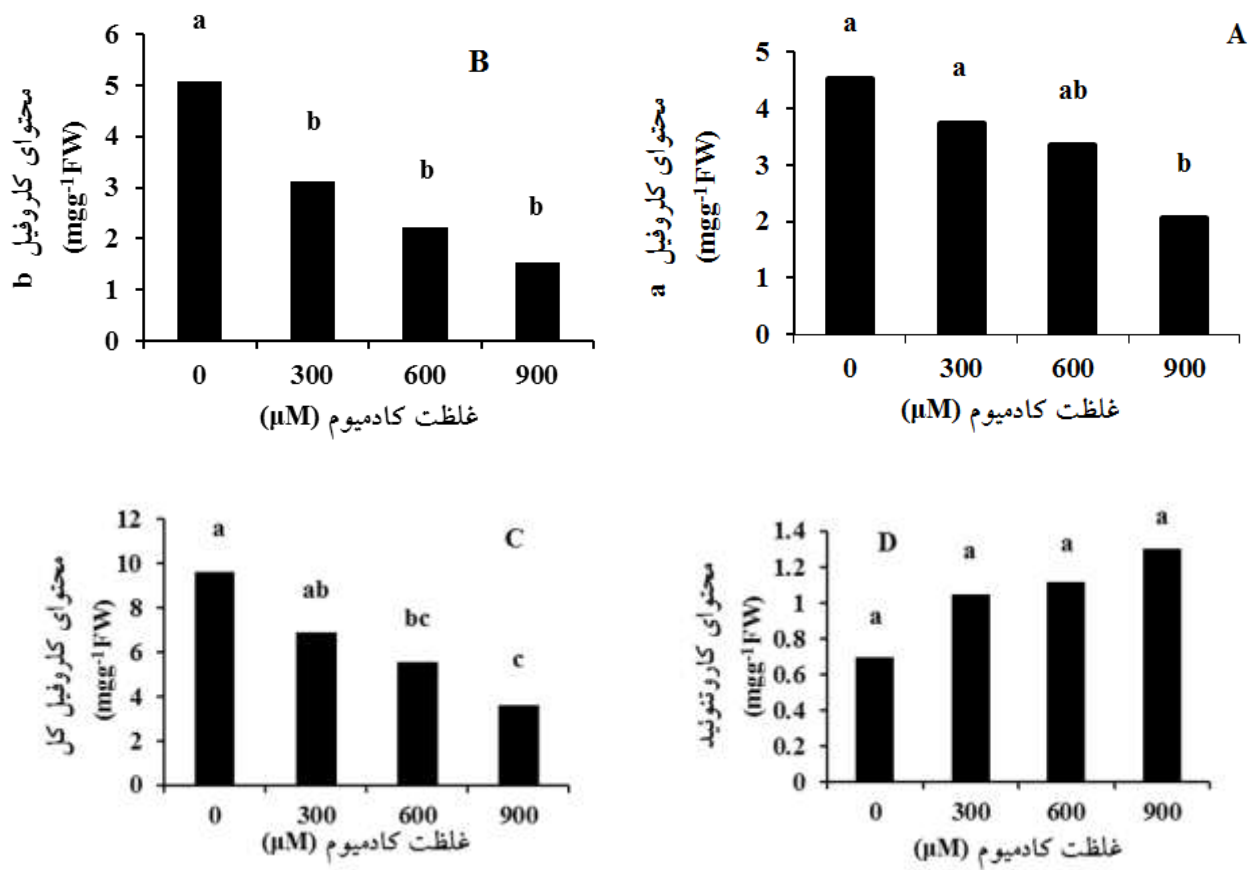 A
محتوای کلروفیل a
(mgg-1FW)
5
4
3
2
1
0
a
a
ab
b
0 300 600 900
غلظت کادمیوم (µM)
B
محتوای کلروفیل b
(mgg-1FW)
6
5
4
3
2
1
0
a
b
b
b
0 300 600 900
غلظت کادمیوم (µM)
C
محتوای کلروفیل کل
(mgg-1FW)
12
10
8
6
4
2
0
a
ab
bc
c
0 300 600 900
غلظت کادمیوم (µM)
D
محتوای کاروتنوئید
(mgg-1FW)
1.4
1.2
1
0.8
0.6
0.4
0.2
0
a
a
a
a
0 300 600 900
غلظت کادمیوم (µM)